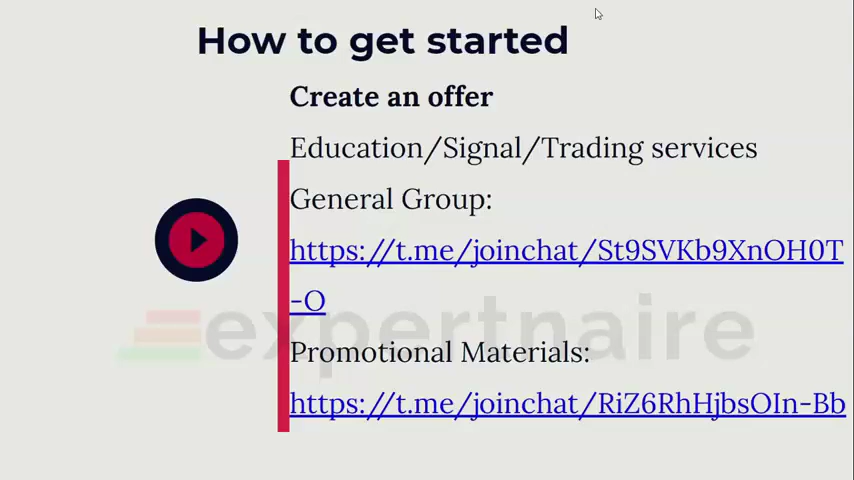 How to get started
Create an offer
Education/Signal/Trading services
General Group:
https://t.me/joinchat/St9SVKb9XnOH0T
-O
expertnaire
Promotional Materials:
https://t.me/joinchat/RiZ6RhHjbsOIn-Bb